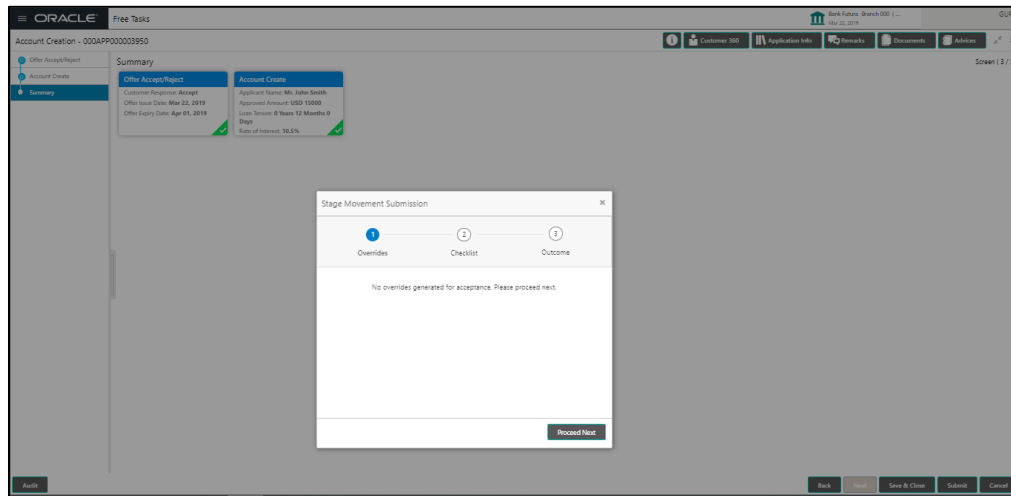 ORACLE Free Tasks
Bank Futura -Branch 000 ( ...
Mar 22, 2019
GUP
Account Creation - 000APP000003950
Customer 360
Application Info
Remarks
Documents
Advices
Offer Accept/Reject
Account Create
Summary
Summary
Screen ( 3 /
Offer Accept/Reject
Customer Response: Accept
Offer Issue Date: Mar 22, 2019
Offer Expiry Date: Apr 01, 2019
Account Create
Applicant Name: Mr. John Smith
Approved Amount: USD 15000
Loan Tenure: 0 Years 12 Months 0
Days
Rate of Interest: 10.5%
Stage Movement Submission
1
Overrides
2
Checklist
3
Outcome
No overrides generated for acceptance. Please proceed next.
Proceed Next
Audit
Back
Next
Save & Close
Submit
Cancel